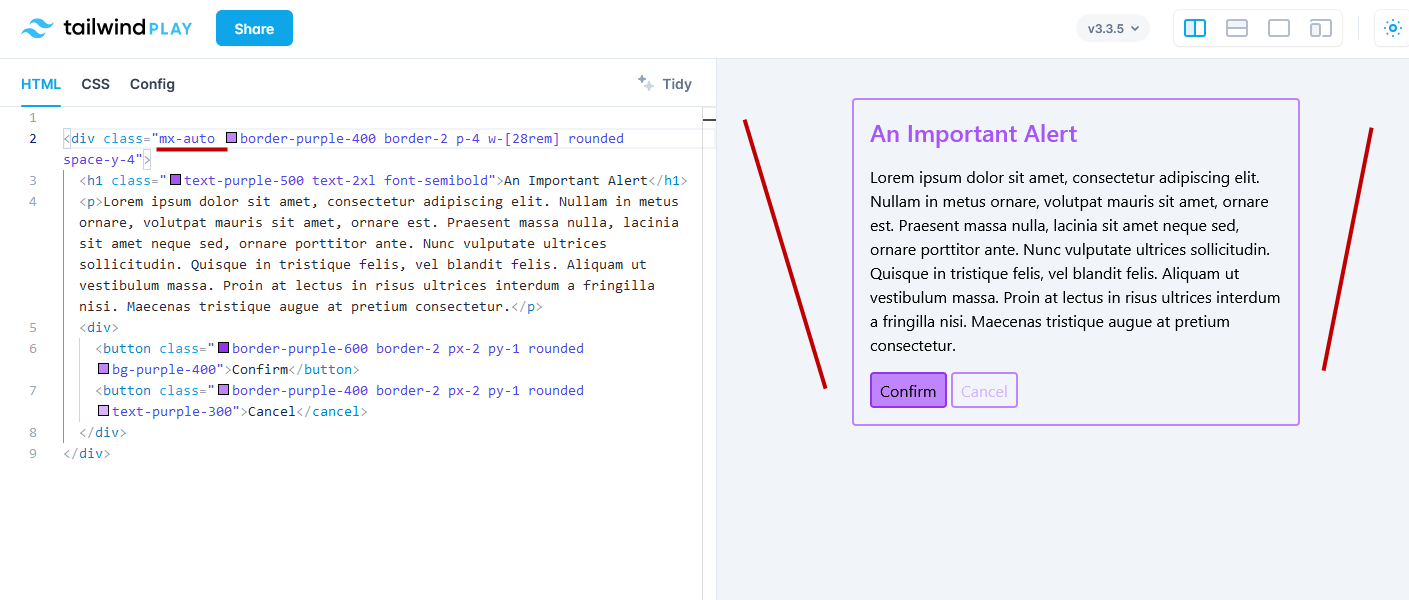 tailwind PLAY
Share
v3.3.5
HTML CSS Config
Tidy
1
2 <div class="mx-auto border-purple-400 border-2 p-4 w-[28rem] rounded
space-y-4">
3 <h1 class="text-purple-500 text-2xl font-semibold">An Important Alert</h1>
4 <p>Lorem ipsum dolor sit amet, consectetur adipiscing elit. Nullam in metus
ornare, volutpat mauris sit amet, ornare est. Praesent massa nulla, lacinia
sit amet neque sed, ornare porttitor ante. Nunc vulputate ultrices
sollicitudin. Quisque in tristique felis, vel blandit felis. Aliquam ut
vestibulum massa. Proin at lectus in risus ultrices interdum a fringilla
nisi. Maecenas tristique augue at pretium consectetur.</p>
5 <div>
6 <button class="border-purple-600 border-2 px-2 py-1 rounded
bg-purple-400">Confirm</button>
7 <button class="border-purple-400 border-2 px-2 py-1 rounded
text-purple-300">Cancel</cancel>
8 </div>
9 </div>
An Important Alert
Lorem ipsum dolor sit amet, consectetur adipiscing elit.
Nullam in metus ornare, volutpat mauris sit amet, ornare
est. Praesent massa nulla, lacinia sit amet neque sed,
ornare porttitor ante. Nunc vulputate ultrices sollicitudin.
Quisque in tristique felis, vel blandit felis. Aliquam ut
vestibulum massa. Proin at lectus in risus ultrices interdum
a fringilla nisi. Maecenas tristique augue at pretium
consectetur.
Confirm Cancel